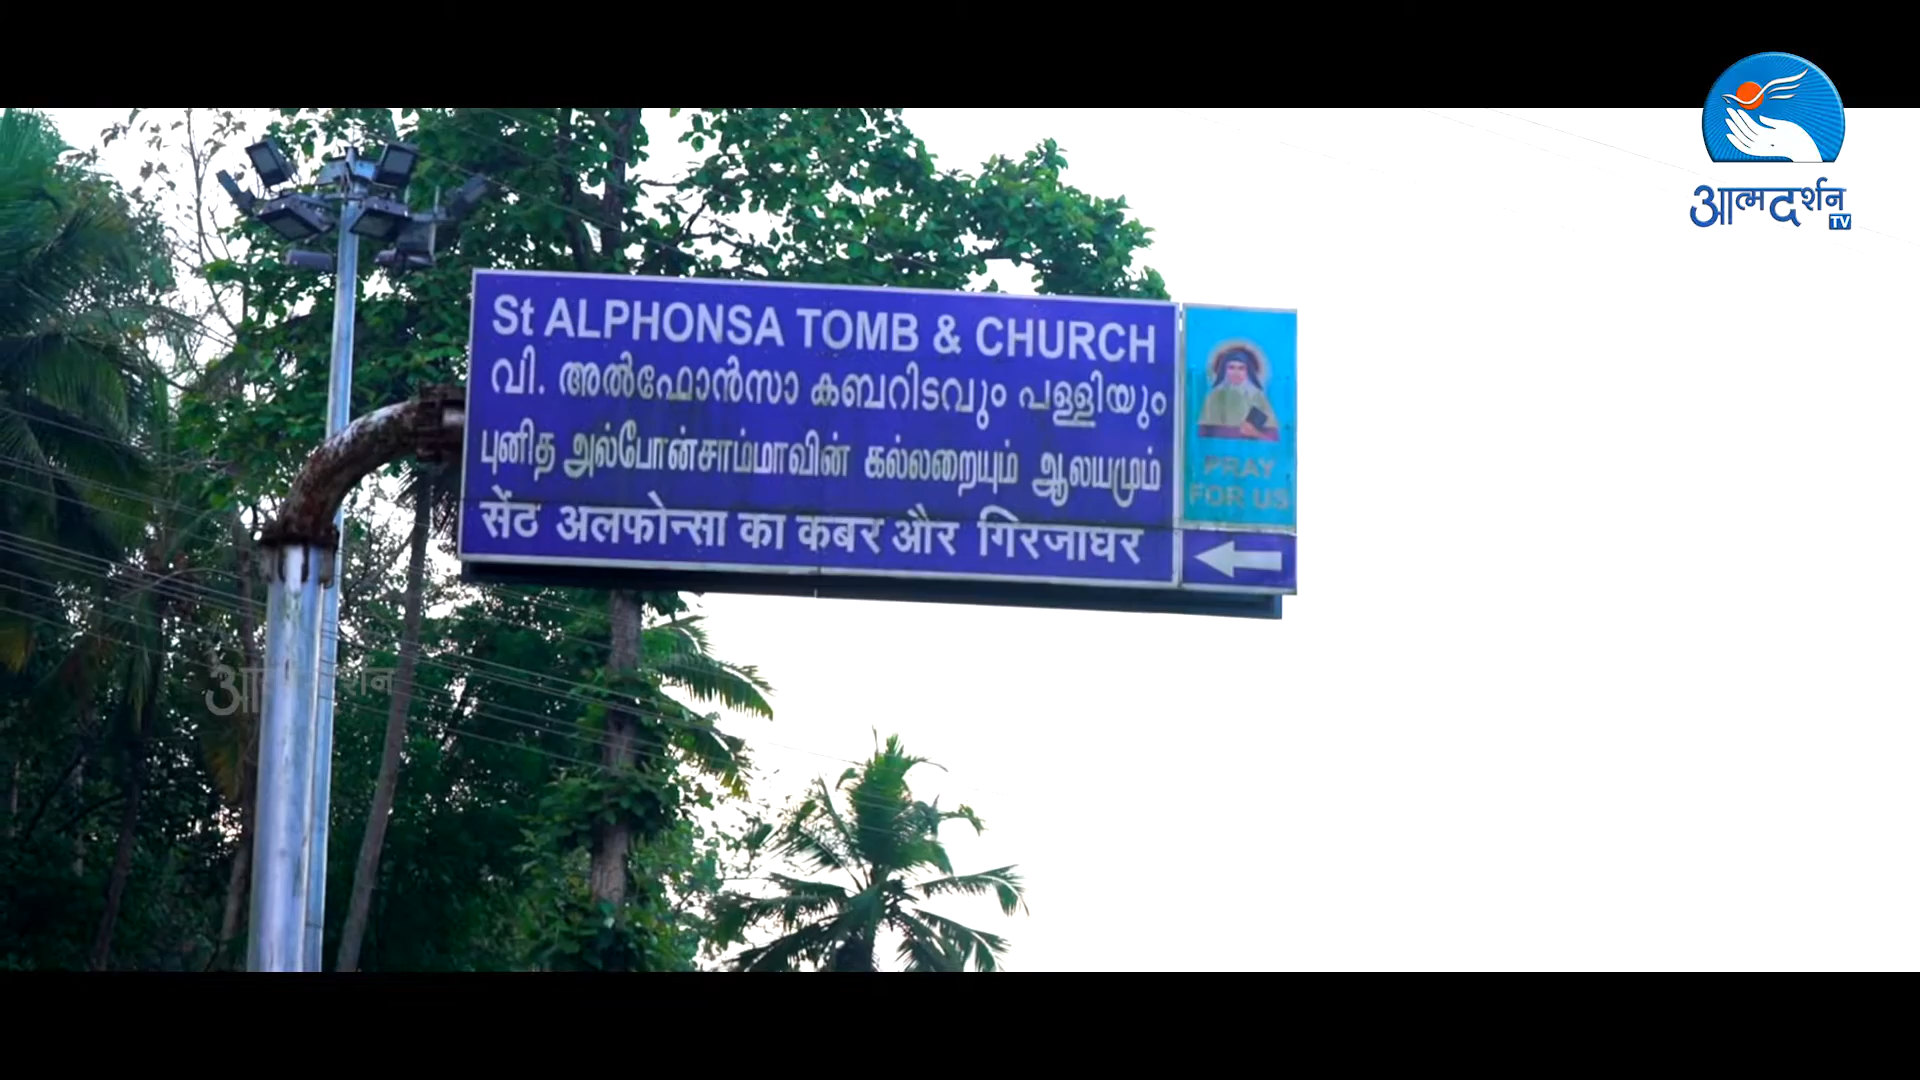 आत्मदर्शन
TV
St ALPHONSA TOMB & CHURCH
വി. അൽഫോൻസാ കബറിടവും പള്ളിയും
புனித அல்போன்சாம்மாவின் கல்லறையும் ஆலயமும்
सेंठ अलफोन्सा का कबर और गिरजाघर
PRAY
FOR US